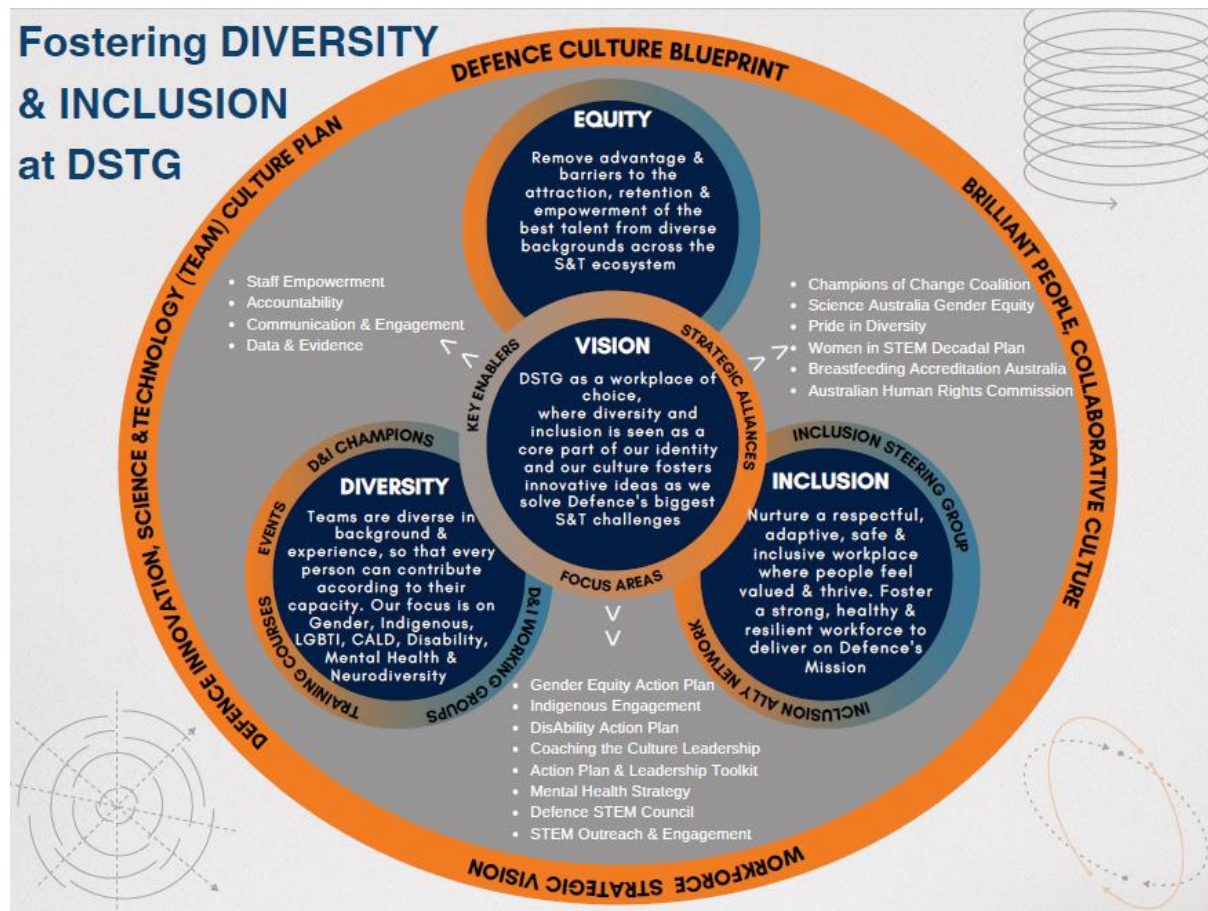 Fostering DIVERSITY
& INCLUSION
at DSTG
DEFENCE CULTURE BLUEPRINT
BRILLIANT PEOPLE, COLLABORATIVE CULTURE
WORKFORCE STRATEGIC VISION
DEFENCE INNOVATION, SCIENCE & TECHNOLOGY (TEAM) CULTURE PLAN
EQUITY
Remove advantage &
barriers to the
attraction, retention &
empowerment of the
best talent from diverse
backgrounds across the
S&T ecosystem
• Staff Empowerment
• Accountability
• Communication & Engagement
• Data & Evidence
• Champions of Change Coalition
• Science Australia Gender Equity
• Pride in Diversity
• Women in STEM Decadal Plan
• Breastfeeding Accreditation Australia
• Australian Human Rights Commission
KEY ENABLERS
STRATEGIC ALLIANCES
FOCUS AREAS
VISION
DSTG as a workplace of
choice,
where diversity and
inclusion is seen as a
core part of our identity
and our culture fosters
innovative ideas as we
solve Defence's biggest
S&T challenges
D&I CHAMPIONS
EVENTS
TRAINING COURSES
D&I WORKING GROUPS
DIVERSITY
Teams are diverse in
background &
experience, so that every
person can contribute
according to their
capacity. Our focus is on
Gender, Indigenous,
LGBTI, CALD, Disability,
Mental Health &
Neurodiversity
INCLUSION STEERING GROUP
INCLUSION ALLY NETWORK
INCLUSION
Nurture a respectful,
adaptive, safe &
inclusive workplace
where people feel
valued & thrive. Foster
a strong, healthy &
resilient workforce to
deliver on Defence's
Mission
• Gender Equity Action Plan
• Indigenous Engagement
• DisAbility Action Plan
• Coaching the Culture Leadership
• Action Plan & Leadership Toolkit
• Mental Health Strategy
• Defence STEM Council
• STEM Outreach & Engagement